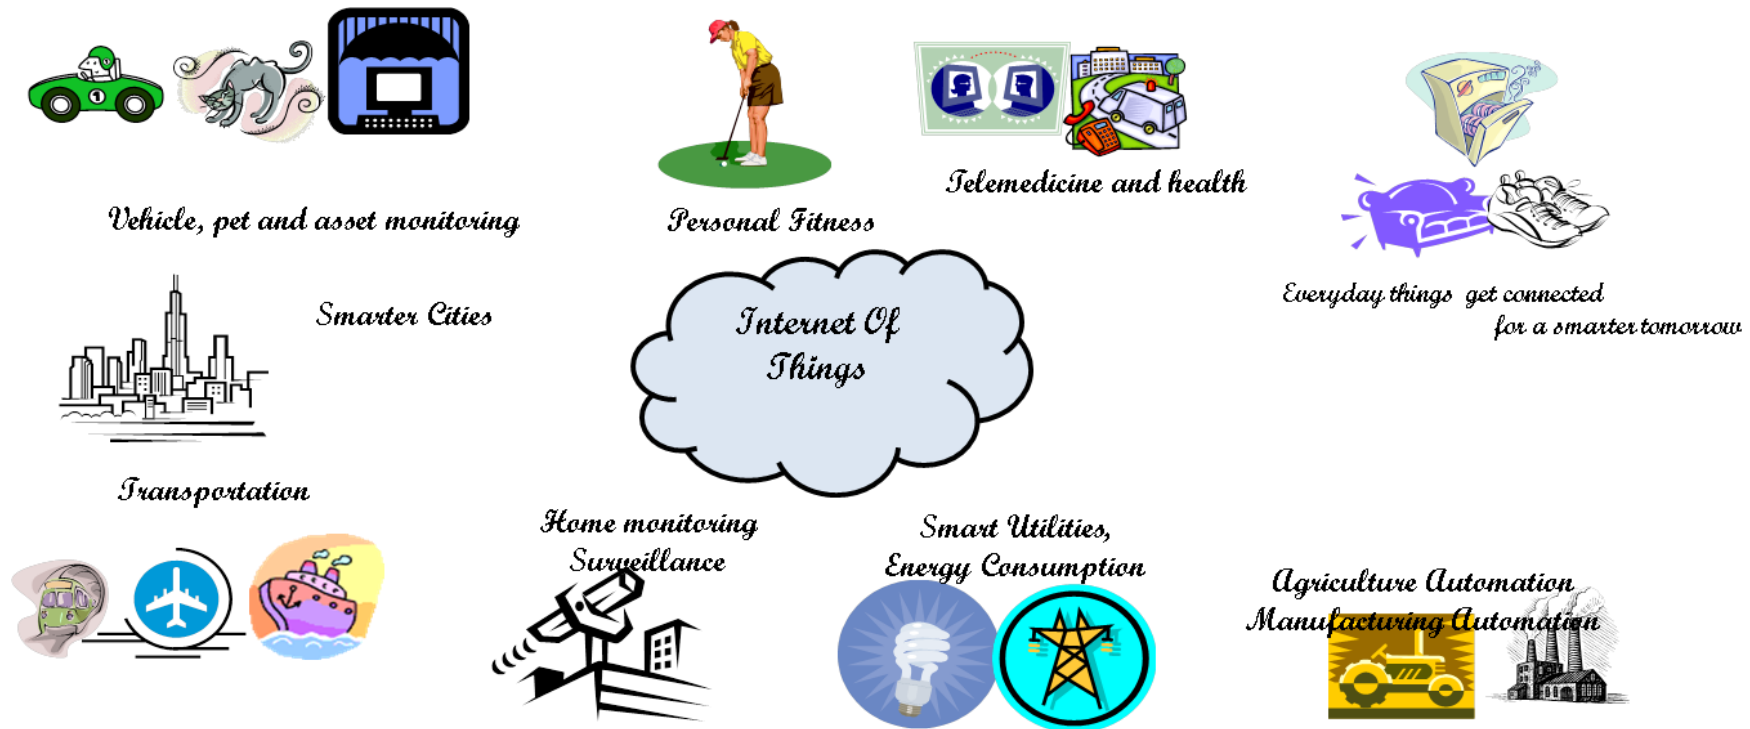 1
Vehicle, pet and asset monitoring
Personal Fitness
Telemedicine and health
Everyday things get connected
for a smarter tomorrow
Smarter Cities
Internet Of
Things
Transportation
Home monitoring
Surveillance
Smart Utilities,
Energy Consumption
Agriculture Automation
Manufacturing Automation